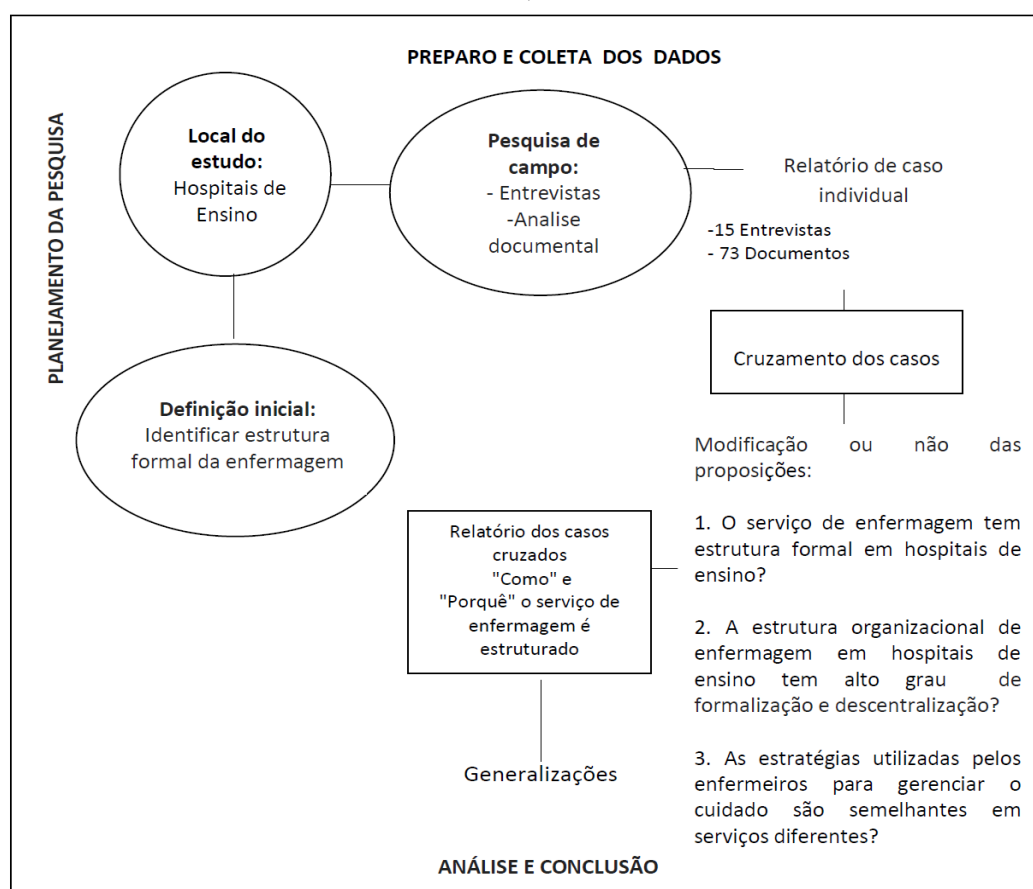 PREPARO E COLETA DOS DADOS
PLANEJAMENTO DA PESQUISA
Local do
estudo:
Hospitais de
Ensino
Pesquisa de
campo:
- Entrevistas
-Analise
documental
Relatório de caso
individual
-15 Entrevistas
- 73 Documentos
Cruzamento dos casos
Definição inicial:
Identificar estrutura
formal da enfermagem
Modificação ou não das
proposições:
1. O serviço de enfermagem tem
estrutura formal em hospitais de
ensino?
2. A estrutura organizacional de
enfermagem em hospitais de
ensino tem alto grau de
formalização e descentralização?
3. As estratégias utilizadas pelos
enfermeiros para gerenciar o
cuidado são semelhantes em
serviços diferentes?
Relatório dos casos
cruzados
"Como" e
"Porquê" o serviço de
enfermagem é
estruturado
Generalizações
ANÁLISE E CONCLUSÃO